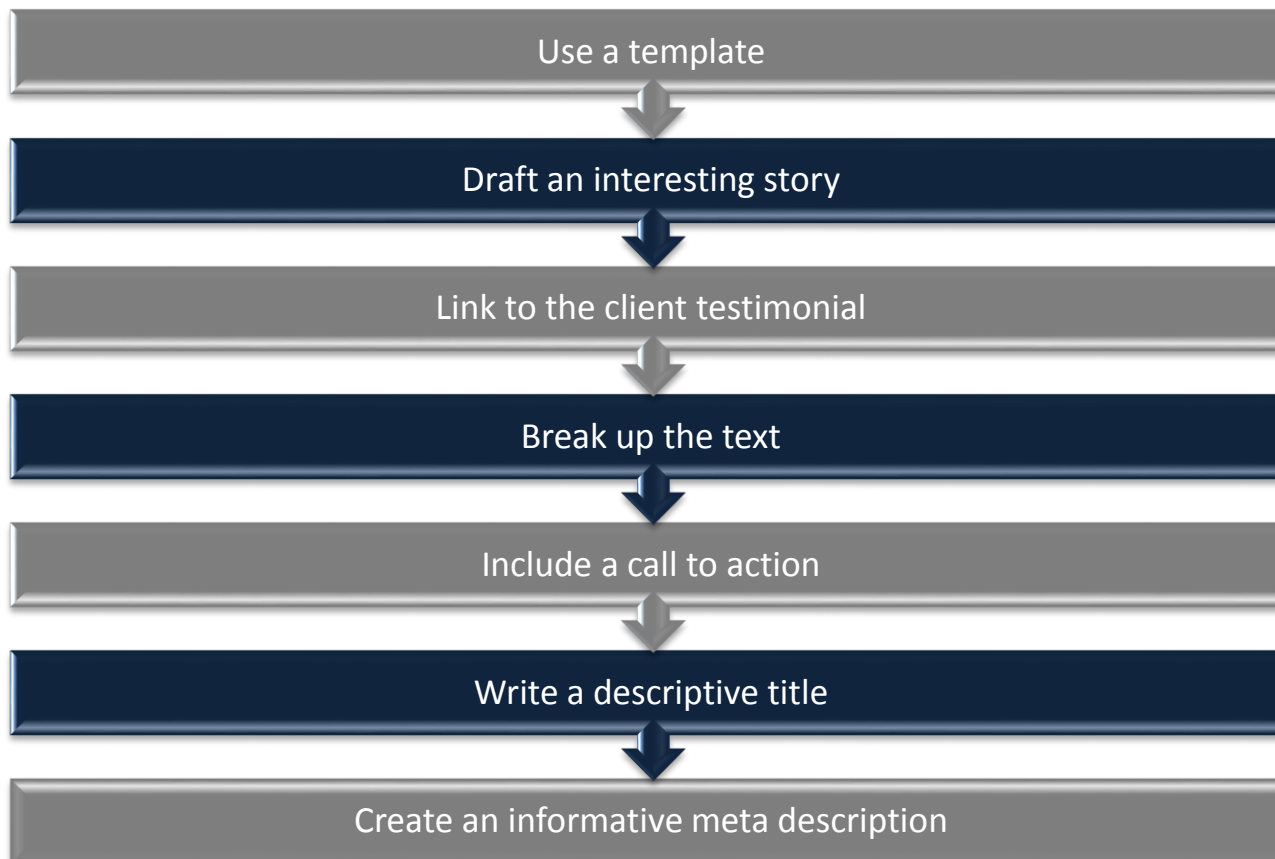 Use a template
Draft an interesting story
Link to the client testimonial
Break up the text
Include a call to action
Write a descriptive title
Create an informative meta description